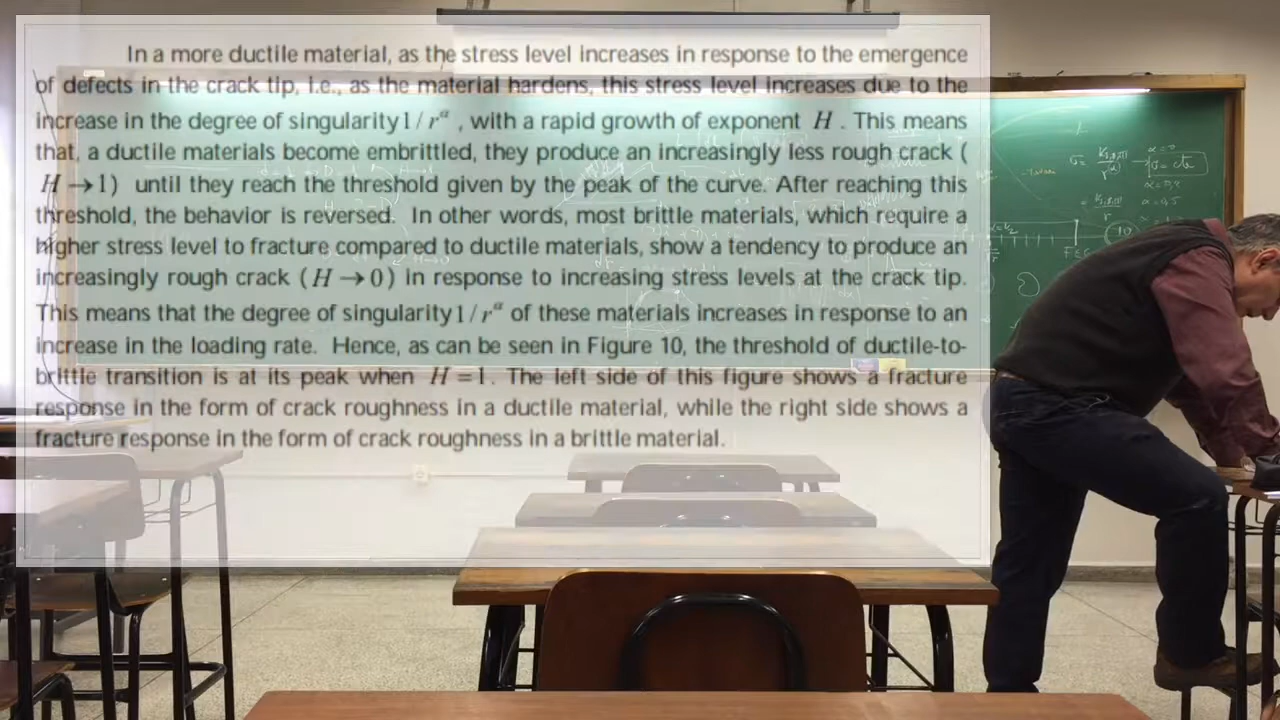 In a more ductile material, as the stress level increases in response to the emergence
of defects in the crack tip, i.e., as the material hardens, this stress level increases due to the
increase in the degree of singularity 1/r^α , with a rapid growth of exponent H . This means
that, a ductile materials become embrittled, they produce an increasingly less rough crack (
H → 1) until they reach the threshold given by the peak of the curve. After reaching this
threshold, the behavior is reversed. In other words, most brittle materials, which require a
higher stress level to fracture compared to ductile materials, show a tendency to produce an
increasingly rough crack (H → 0) in response to increasing stress levels at the crack tip.
This means that the degree of singularity 1/r^α of these materials increases in response to an
increase in the loading rate. Hence, as can be seen in Figure 10, the threshold of ductile-to-
brittle transition is at its peak when H = 1. The left side of this figure shows a fracture
response in the form of crack roughness in a ductile material, while the right side shows a
fracture response in the form of crack roughness in a brittle material.